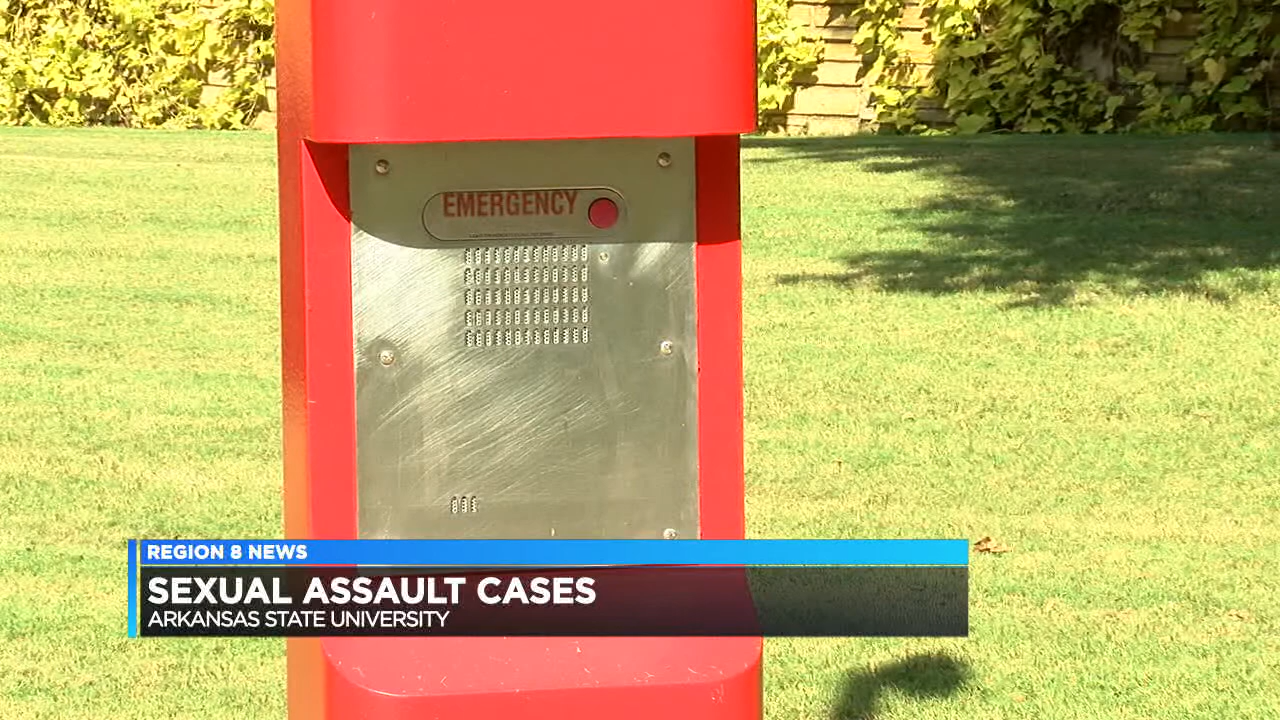 EMERGENCY
REGION 8 NEWS
SEXUAL ASSAULT CASES
ARKANSAS STATE UNIVERSITY